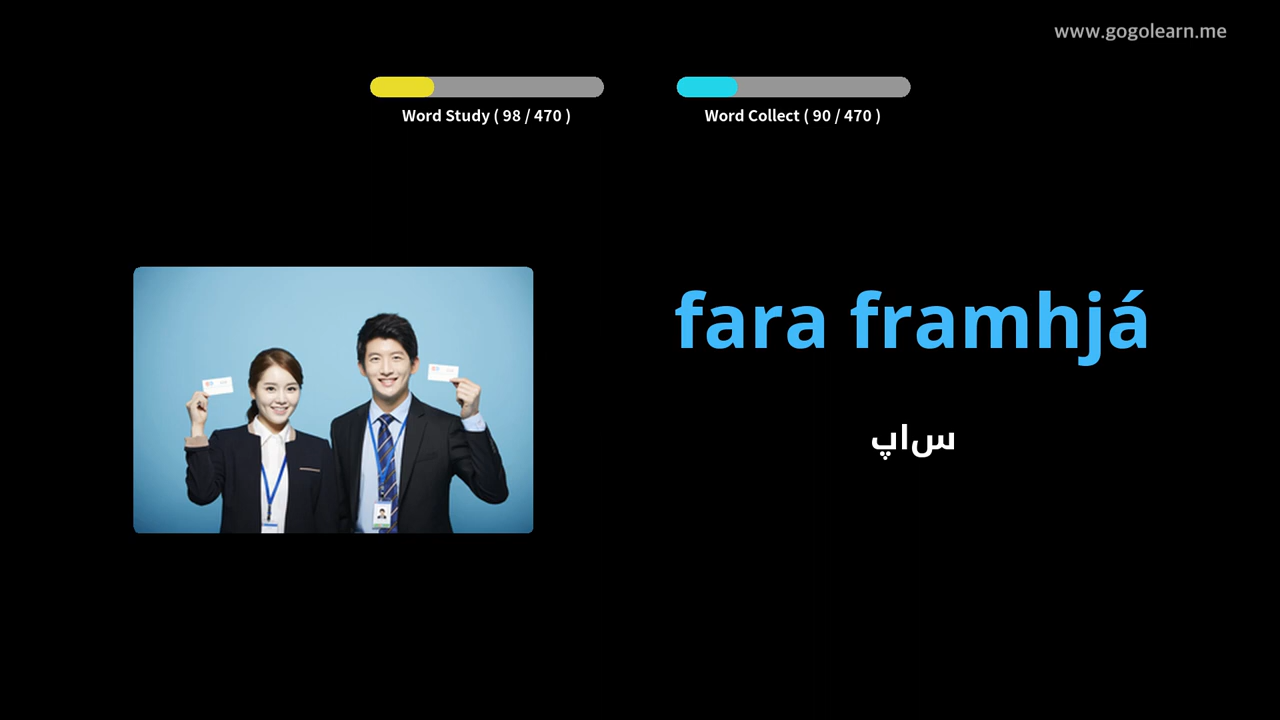 www.gogolearn.me
Word Study ( 98 / 470 )
Word Collect ( 90 / 470 )
fara framhjá
ساپ